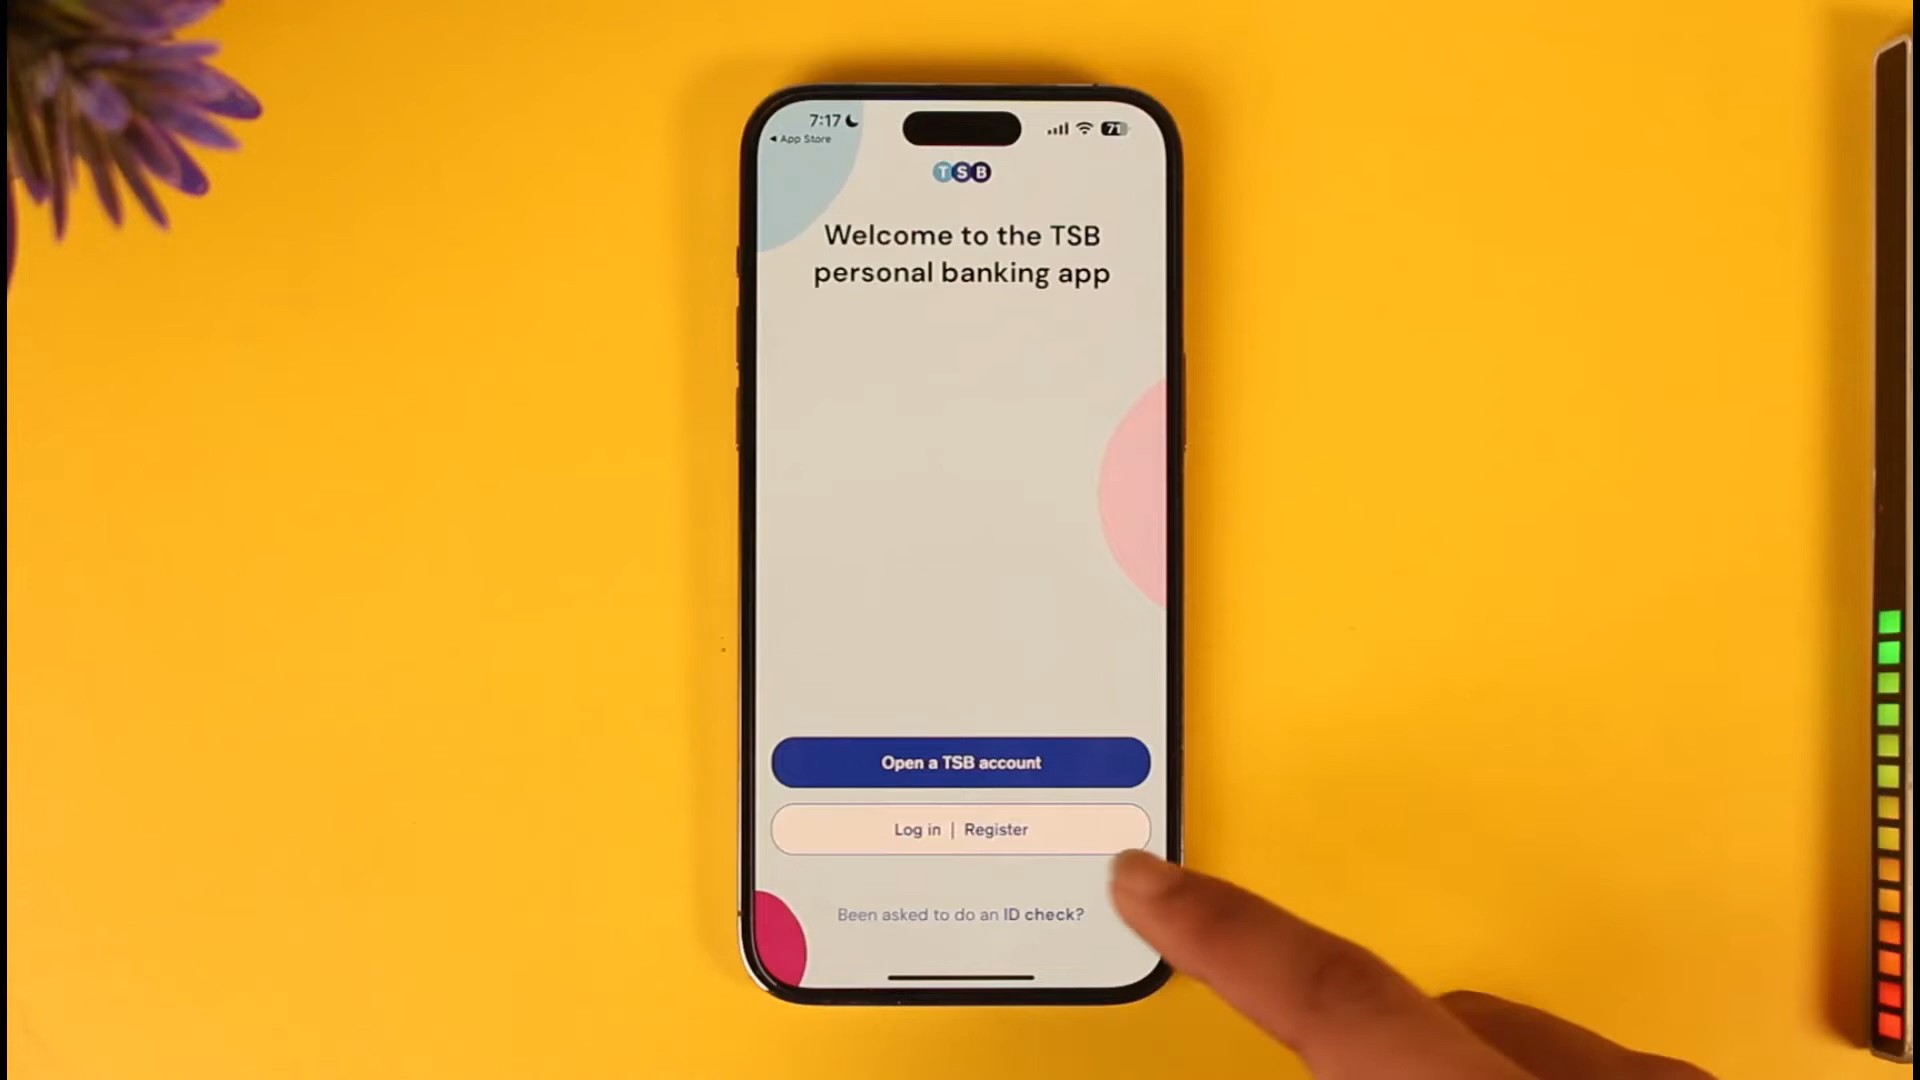 7:17
71
◂ App Store
TSB
Welcome to the TSB
personal banking app
Open a TSB account
Log in | Register
Been asked to do an ID check?